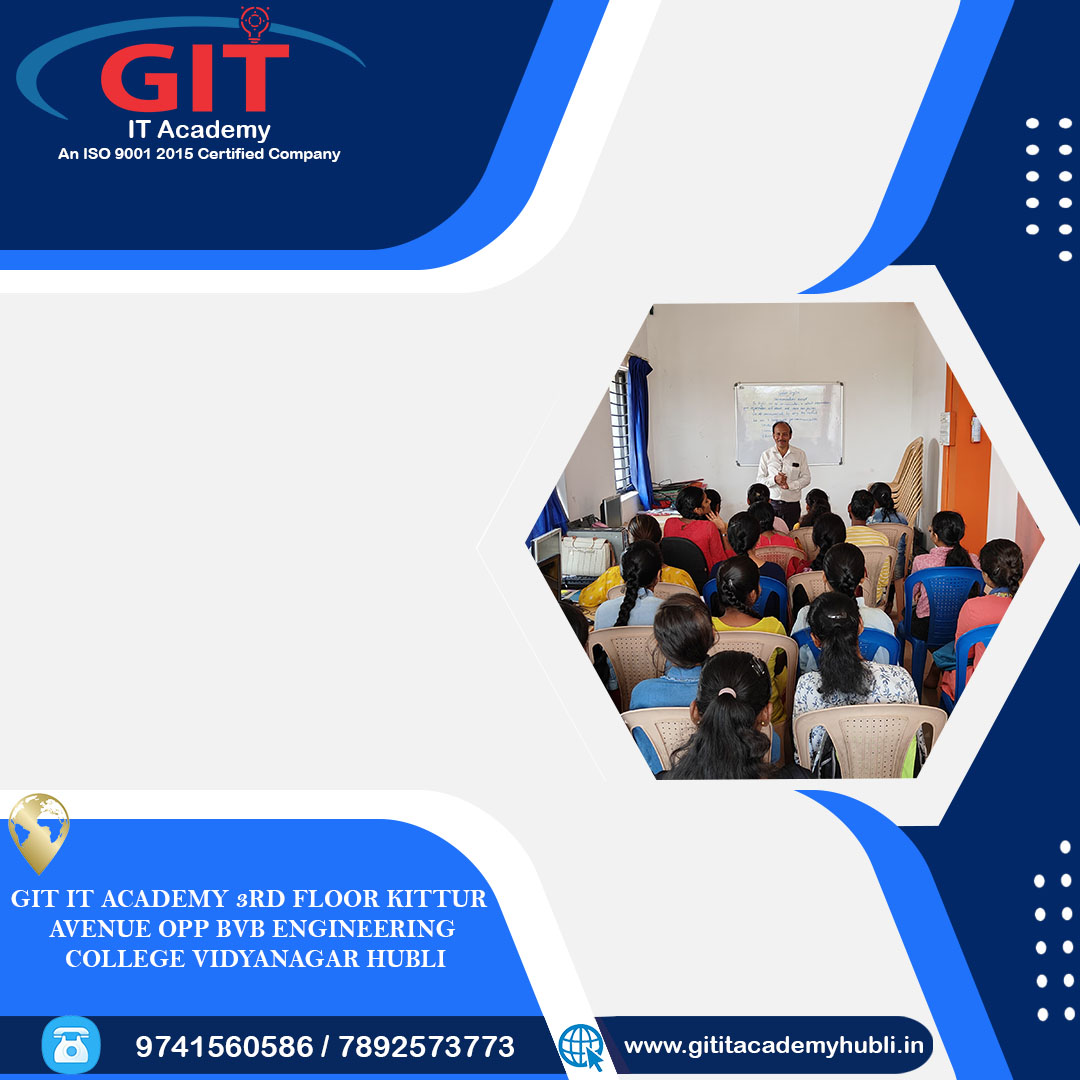 GIT
IT Academy
An ISO 9001 2015 Certified Company
GIT IT ACADEMY 3RD FLOOR KITTUR
AVENUE OPP BVB ENGINEERING
COLLEGE VIDYANAGAR HUBLI
9741560586 / 7892573773
www.gititacademyhubli.in